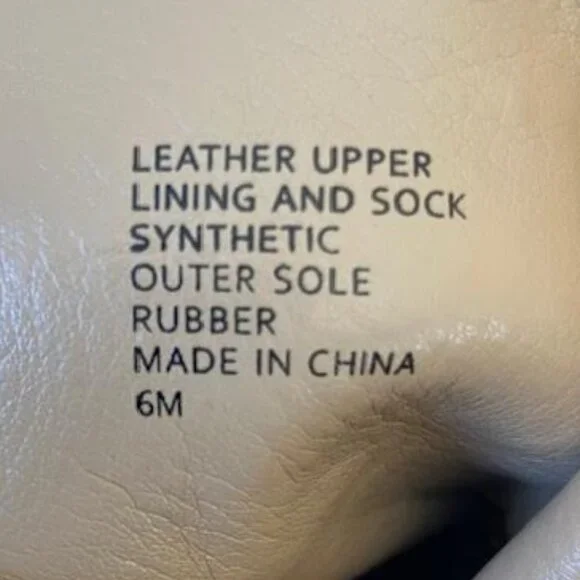 LEATHER UPPER
LINING AND SOCK
SYNTHETIC
OUTER SOLE
RUBBER
MADE IN CHINA
6M